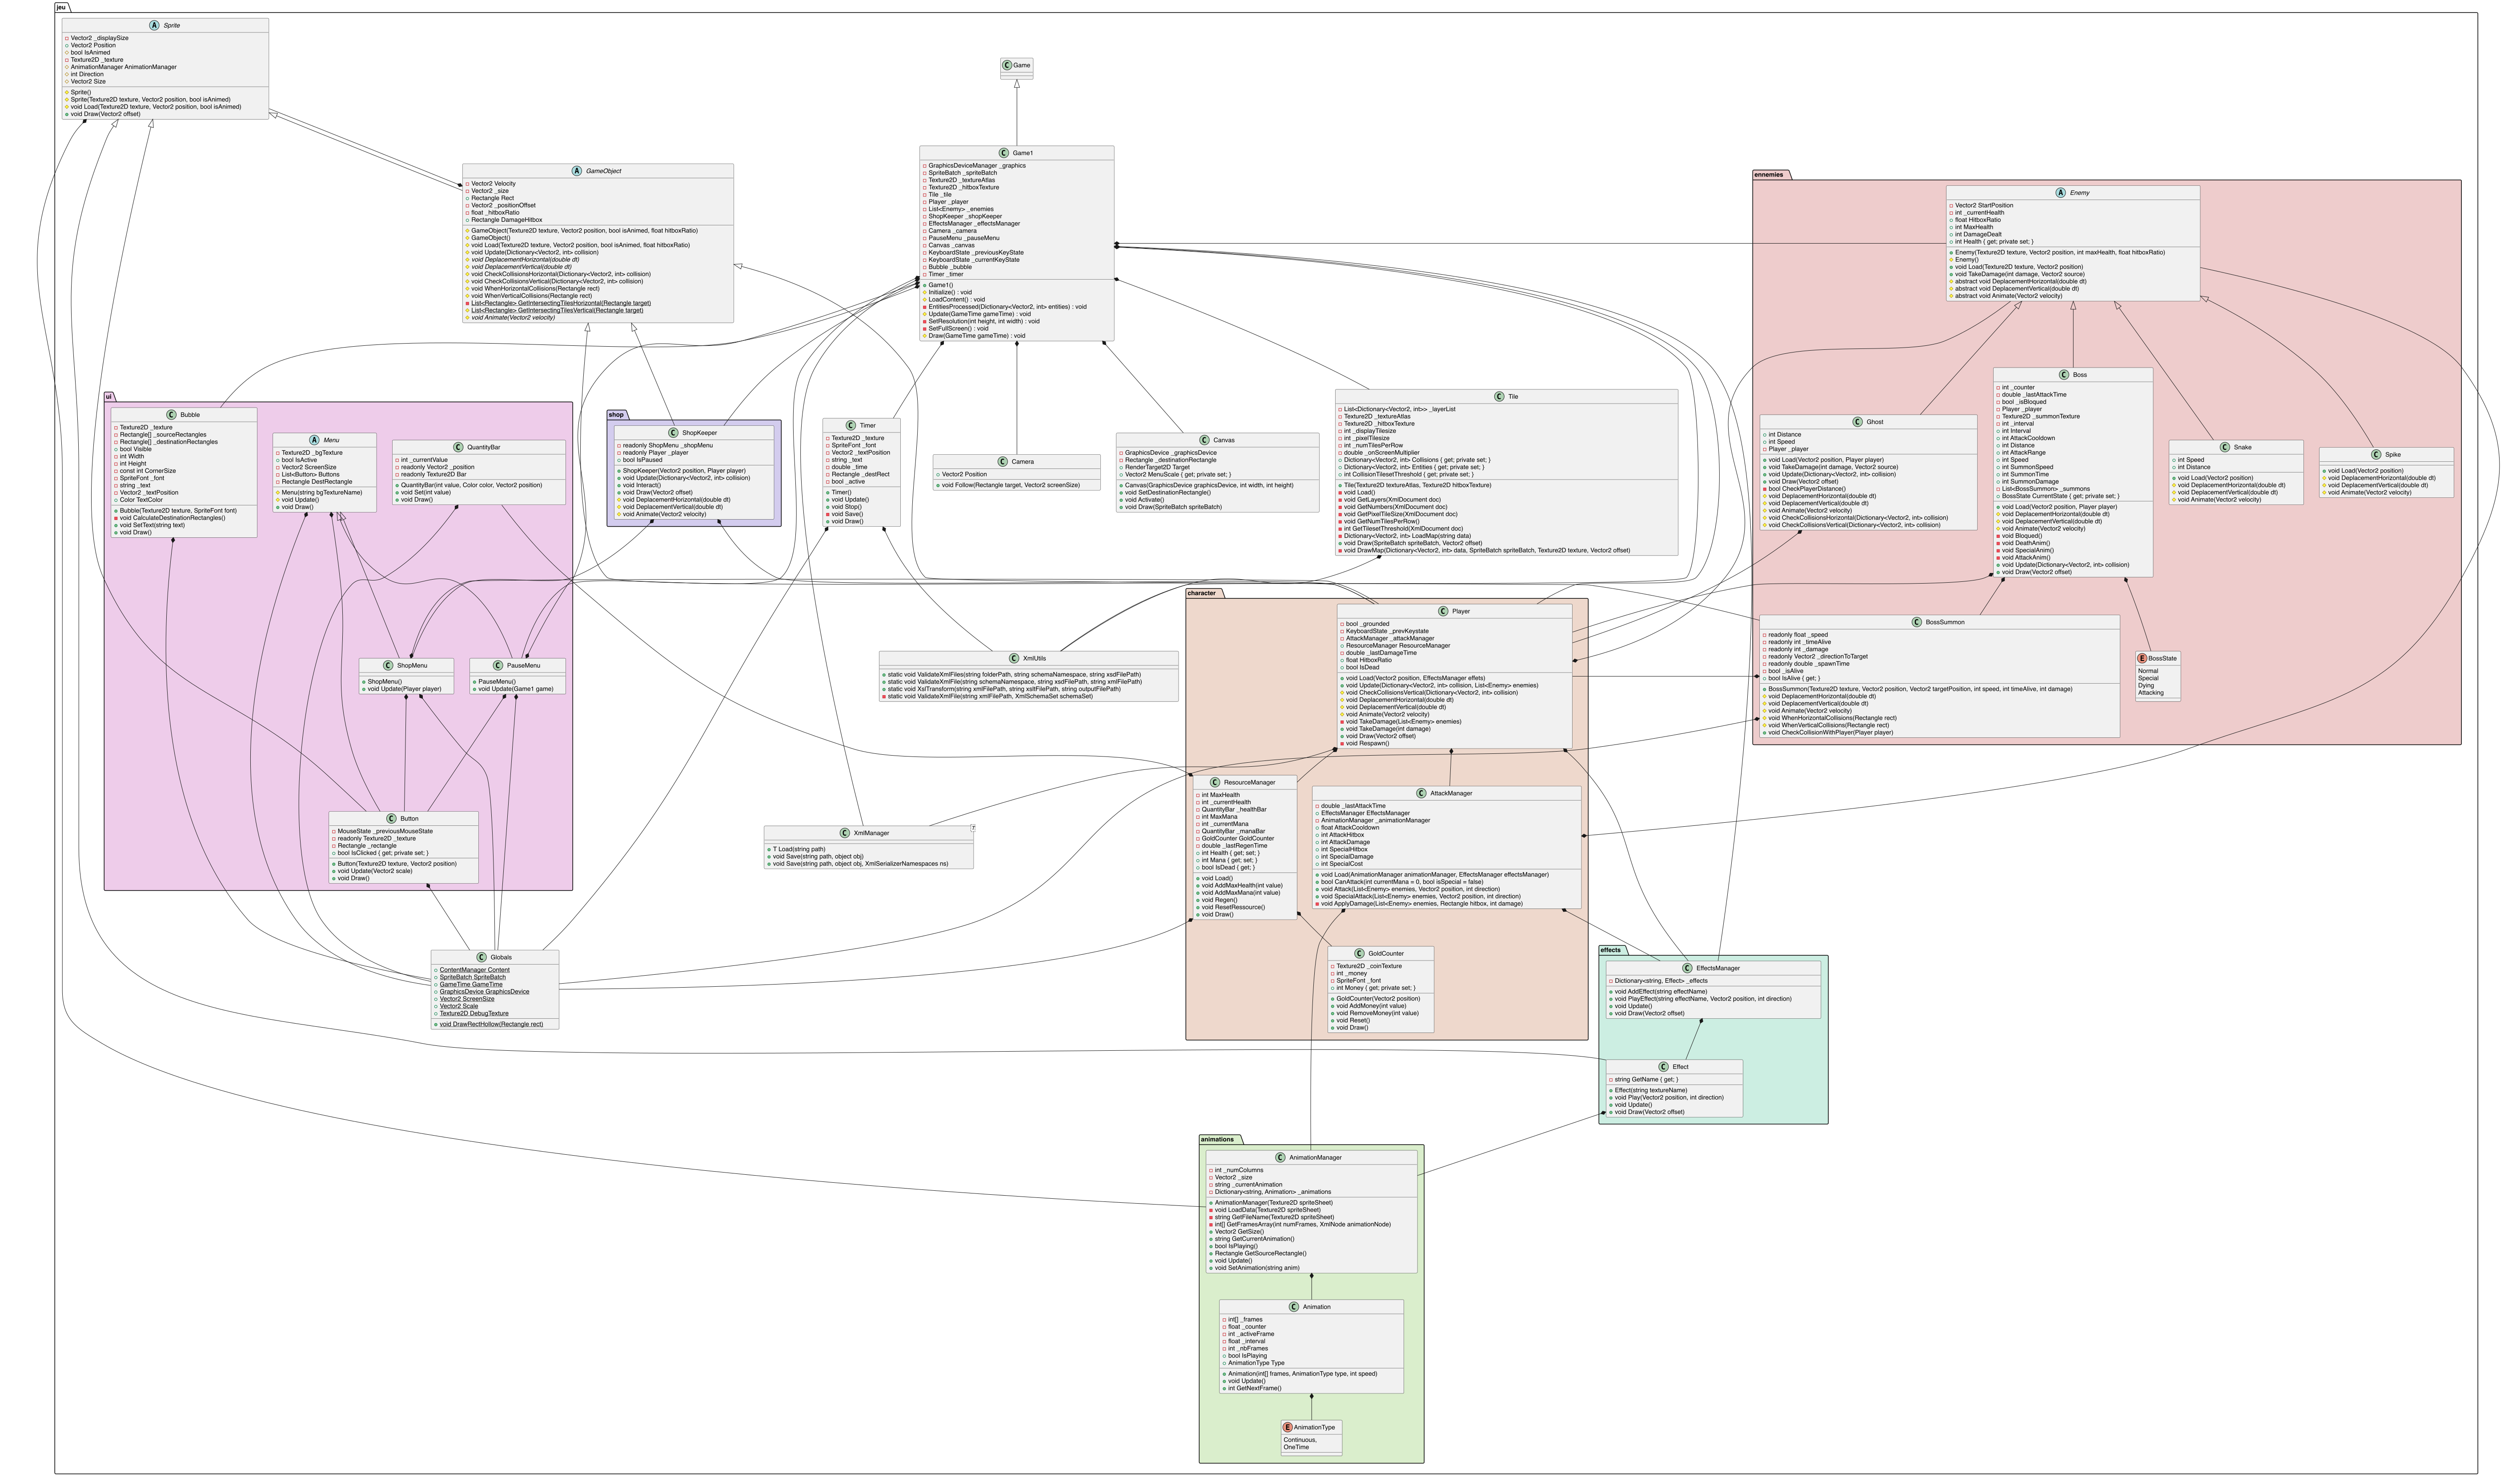 jeu
Sprite
Vector2 _displaySize
Vector2 Position
bool IsAnimed
Texture2D _texture
AnimationManager AnimationManager
int Direction
Vector2 Size
Sprite()
Sprite(Texture2D texture, Vector2 position, bool isAnimed)
void Load(Texture2D texture, Vector2 position, bool isAnimed)
void Draw(Vector2 offset)
Game
GameObject
Vector2 Velocity
Vector2 _size
Rectangle Rect
Vector2 _positionOffset
float _hitboxRatio
Rectangle DamageHitbox
GameObject(Texture2D texture, Vector2 position, bool isAnimed, float hitboxRatio)
GameObject()
void Load(Texture2D texture, Vector2 position, bool isAnimed, float hitboxRatio)
void Update(Dictionary<Vector2, int> collision)
void DeplacementHorizontal(double dt)
void DeplacementVertical(double dt)
void CheckCollisionsHorizontal(Dictionary<Vector2, int> collision)
void CheckCollisionsVertical(Dictionary<Vector2, int> collision)
void WhenHorizontalCollisions(Rectangle rect)
void WhenVerticalCollisions(Rectangle rect)
List<Rectangle> GetIntersectingTilesHorizontal(Rectangle target)
List<Rectangle> GetIntersectingTilesVertical(Rectangle target)
void Animate(Vector2 velocity)
Game1
GraphicsDeviceManager _graphics
SpriteBatch _spriteBatch
Texture2D _textureAtlas
Texture2D _hitboxTexture
Tile _tile
Player _player
List<Enemy> _enemies
ShopKeeper _shopKeeper
EffectsManager _effectsManager
Camera _camera
PauseMenu _pauseMenu
Canvas _canvas
KeyboardState _previousKeyState
KeyboardState _currentKeyState
Bubble _bubble
Timer _timer
Game1()
Initialize() : void
LoadContent() : void
EntitiesProcessed(Dictionary<Vector2, int> entities) : void
Update(GameTime gameTime) : void
SetResolution(int height, int width) : void
SetFullScreen() : void
Draw(GameTime gameTime) : void
ennemies
Enemy
Vector2 StartPosition
int _currentHealth
float HitboxRatio
int MaxHealth
int DamageDealt
int Health { get; private set; }
Enemy(Texture2D texture, Vector2 position, int maxHealth, float hitboxRatio)
Enemy()
void Load(Texture2D texture, Vector2 position)
void TakeDamage(int damage, Vector2 source)
abstract void DeplacementHorizontal(double dt)
abstract void DeplacementVertical(double dt)
abstract void Animate(Vector2 velocity)
Ghost
int Distance
int Speed
Player _player
void Load(Vector2 position, Player player)
void TakeDamage(int damage, Vector2 source)
void Update(Dictionary<Vector2, int> collision)
void Draw(Vector2 offset)
bool CheckPlayerDistance()
void DeplacementHorizontal(double dt)
void DeplacementVertical(double dt)
void Animate(Vector2 velocity)
void CheckCollisionsHorizontal(Dictionary<Vector2, int> collision)
void CheckCollisionsVertical(Dictionary<Vector2, int> collision)
Boss
int _counter
double _lastAttackTime
bool _isBloqued
Player _player
Texture2D _summonTexture
int _interval
int Interval
int AttackCooldown
int Distance
int AttackRange
int Speed
int SummonSpeed
int SummonTime
int SummonDamage
List<BossSummon> _summons
BossState CurrentState { get; private set; }
void Load(Vector2 position, Player player)
void DeplacementHorizontal(double dt)
void DeplacementVertical(double dt)
void Animate(Vector2 velocity)
void Bloqued()
void DeathAnim()
void SpecialAnim()
void AttackAnim()
void Update(Dictionary<Vector2, int> collision)
void Draw(Vector2 offset)
Snake
int Speed
int Distance
void Load(Vector2 position)
void DeplacementHorizontal(double dt)
void DeplacementVertical(double dt)
void Animate(Vector2 velocity)
Spike
void Load(Vector2 position)
void DeplacementHorizontal(double dt)
void DeplacementVertical(double dt)
void Animate(Vector2 velocity)
BossSummon
readonly float _speed
readonly int _timeAlive
readonly int _damage
readonly Vector2 _directionToTarget
readonly double _spawnTime
bool _isAlive
bool IsAlive { get; }
BossSummon(Texture2D texture, Vector2 position, Vector2 targetPosition, int speed, int timeAlive, int damage)
void DeplacementHorizontal(double dt)
void DeplacementVertical(double dt)
void Animate(Vector2 velocity)
void WhenHorizontalCollisions(Rectangle rect)
void WhenVerticalCollisions(Rectangle rect)
void CheckCollisionWithPlayer(Player player)
BossState
Normal
Special
Dying
Attacking
ui
Bubble
Texture2D _texture
Rectangle[] _sourceRectangles
Rectangle[] _destinationRectangles
bool Visible
int Width
int Height
const int CornerSize
SpriteFont _font
string _text
Vector2 _textPosition
Color TextColor
Bubble(Texture2D texture, SpriteFont font)
void CalculateDestinationRectangles()
void SetText(string text)
void Draw()
Menu
Texture2D _bgTexture
bool IsActive
Vector2 ScreenSize
List<Button> Buttons
Rectangle DestRectangle
Menu(string bgTextureName)
void Update()
void Draw()
QuantityBar
int _currentValue
readonly Vector2 _position
readonly Texture2D Bar
QuantityBar(int value, Color color, Vector2 position)
void Set(int value)
void Draw()
ShopMenu
ShopMenu()
void Update(Player player)
PauseMenu
PauseMenu()
void Update(Game1 game)
Button
MouseState _previousMouseState
readonly Texture2D _texture
Rectangle _rectangle
bool IsClicked { get; private set; }
Button(Texture2D texture, Vector2 position)
void Update(Vector2 scale)
void Draw()
shop
ShopKeeper
readonly ShopMenu _shopMenu
readonly Player _player
bool IsPaused
ShopKeeper(Vector2 position, Player player)
void Update(Dictionary<Vector2, int> collision)
void Interact()
void Draw(Vector2 offset)
void DeplacementHorizontal(double dt)
void DeplacementVertical(double dt)
void Animate(Vector2 velocity)
Timer
Texture2D _texture
SpriteFont _font
Vector2 _textPosition
string _text
double _time
Rectangle _destRect
bool _active
Timer()
void Update()
void Stop()
void Save()
void Draw()
Camera
Vector2 Position
void Follow(Rectangle target, Vector2 screenSize)
Canvas
GraphicsDevice _graphicsDevice
Rectangle _destinationRectangle
RenderTarget2D Target
Vector2 MenuScale { get; private set; }
Canvas(GraphicsDevice graphicsDevice, int width, int height)
void SetDestinationRectangle()
void Activate()
void Draw(SpriteBatch spriteBatch)
Tile
List<Dictionary<Vector2, int>> _layerList
Texture2D _textureAtlas
Texture2D _hitboxTexture
int _displayTilesize
int _pixelTilesize
int _numTilesPerRow
double _onScreenMultiplier
Dictionary<Vector2, int> Collisions { get; private set; }
Dictionary<Vector2, int> Entities { get; private set; }
int CollisionTilesetThreshold { get; private set; }
Tile(Texture2D textureAtlas, Texture2D hitboxTexture)
void Load()
void GetLayers(XmlDocument doc)
void GetNumbers(XmlDocument doc)
void GetPixelTileSize(XmlDocument doc)
void GetNumTilesPerRow()
int GetTilesetThreshold(XmlDocument doc)
Dictionary<Vector2, int> LoadMap(string data)
void Draw(SpriteBatch spriteBatch, Vector2 offset)
void DrawMap(Dictionary<Vector2, int> data, SpriteBatch spriteBatch, Texture2D texture, Vector2 offset)
XmlUtils
static void ValidateXmlFiles(string folderPath, string schemaNamespace, string xsdFilePath)
static void ValidateXmlFile(string schemaNamespace, string xsdFilePath, string xmlFilePath)
static void XslTransform(string xmlFilePath, string xsltFilePath, string outputFilePath)
static void ValidateXmlFile(string xmlFilePath, XmlSchemaSet schemaSet)
XmlManager
T
T Load(string path)
void Save(string path, object obj)
void Save(string path, object obj, XmlSerializerNamespaces ns)
Globals
ContentManager Content
SpriteBatch SpriteBatch
GameTime GameTime
GraphicsDevice GraphicsDevice
Vector2 ScreenSize
Vector2 Scale
Texture2D DebugTexture
void DrawRectHollow(Rectangle rect)
character
Player
bool _grounded
KeyboardState _prevKeystate
AttackManager _attackManager
ResourceManager ResourceManager
double _lastDamageTime
float HitboxRatio
bool IsDead
void Load(Vector2 position, EffectsManager effets)
void Update(Dictionary<Vector2, int> collision, List<Enemy> enemies)
void CheckCollisionsVertical(Dictionary<Vector2, int> collision)
void DeplacementHorizontal(double dt)
void DeplacementVertical(double dt)
void Animate(Vector2 velocity)
void TakeDamage(List<Enemy> enemies)
void TakeDamage(int damage)
void Draw(Vector2 offset)
void Respawn()
ResourceManager
int MaxHealth
int _currentHealth
QuantityBar _healthBar
int MaxMana
int _currentMana
QuantityBar _manaBar
GoldCounter GoldCounter
double _lastRegenTime
int Health { get; set; }
int Mana { get; set; }
bool IsDead { get; }
void Load()
void AddMaxHealth(int value)
void AddMaxMana(int value)
void Regen()
void ResetRessource()
void Draw()
AttackManager
double _lastAttackTime
EffectsManager EffectsManager
AnimationManager _animationManager
float AttackCooldown
int AttackHitbox
int AttackDamage
int SpecialHitbox
int SpecialDamage
int SpecialCost
void Load(AnimationManager animationManager, EffectsManager effectsManager)
bool CanAttack(int currentMana = 0, bool isSpecial = false)
void Attack(List<Enemy> enemies, Vector2 position, int direction)
void SpecialAttack(List<Enemy> enemies, Vector2 position, int direction)
void ApplyDamage(List<Enemy> enemies, Rectangle hitbox, int damage)
GoldCounter
Texture2D _coinTexture
int _money
SpriteFont _font
int Money { get; private set; }
GoldCounter(Vector2 position)
void AddMoney(int value)
void RemoveMoney(int value)
void Reset()
void Draw()
effects
EffectsManager
Dictionary<string, Effect> _effects
void AddEffect(string effectName)
void PlayEffect(string effectName, Vector2 position, int direction)
void Update()
void Draw(Vector2 offset)
Effect
string GetName { get; }
Effect(string textureName)
void Play(Vector2 position, int direction)
void Update()
void Draw(Vector2 offset)
animations
AnimationManager
int _numColumns
Vector2 _size
string _currentAnimation
Dictionary<string, Animation> _animations
AnimationManager(Texture2D spriteSheet)
void LoadData(Texture2D spriteSheet)
string GetFileName(Texture2D spriteSheet)
int[] GetFramesArray(int numFrames, XmlNode animationNode)
Vector2 GetSize()
string GetCurrentAnimation()
bool IsPlaying()
Rectangle GetSourceRectangle()
void Update()
void SetAnimation(string anim)
Animation
int[] _frames
float _counter
int _activeFrame
float _interval
int _nbFrames
bool IsPlaying
AnimationType Type
Animation(int[] frames, AnimationType type, int speed)
void Update()
int GetNextFrame()
AnimationType
Continuous,
OneTime